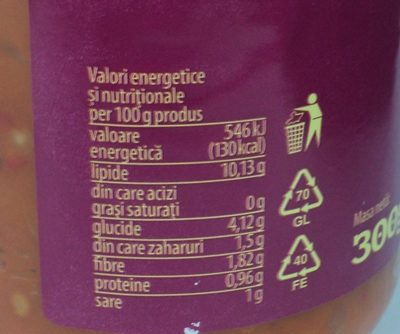 Valori energetice
și nutriționale
per 100 g produs
valoare 546 kJ
energetică (130 kcal)
lipide 10,13 g
din care acizi
grași saturați 0 g
glucide 4,12 g
din care zaharuri 1,5 g
fibre 1,82 g
proteine 0,96 g
sare 1 g
70
GL
40
FE
Masa netă
300g